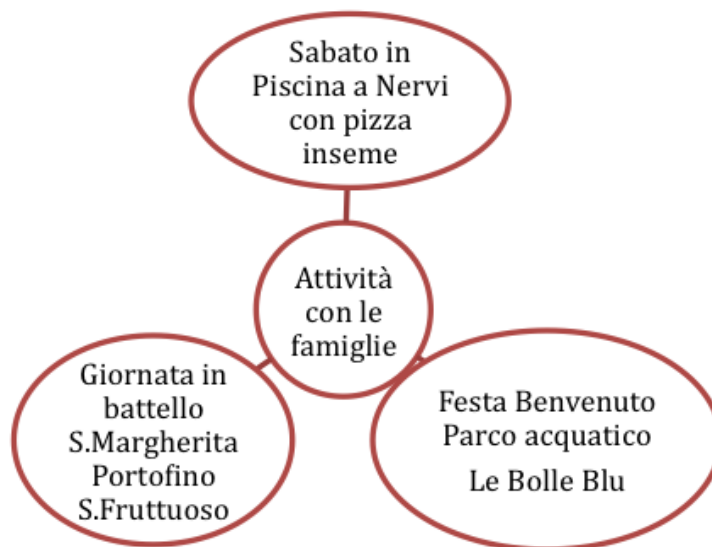 Sabato in
Piscina a Nervi
con pizza
inseme
Attività
con le
famiglie
Giornata in
battello
S.Margherita
Portofino
S.Fruttuoso
Festa Benvenuto
Parco acquatico
Le Bolle Blu